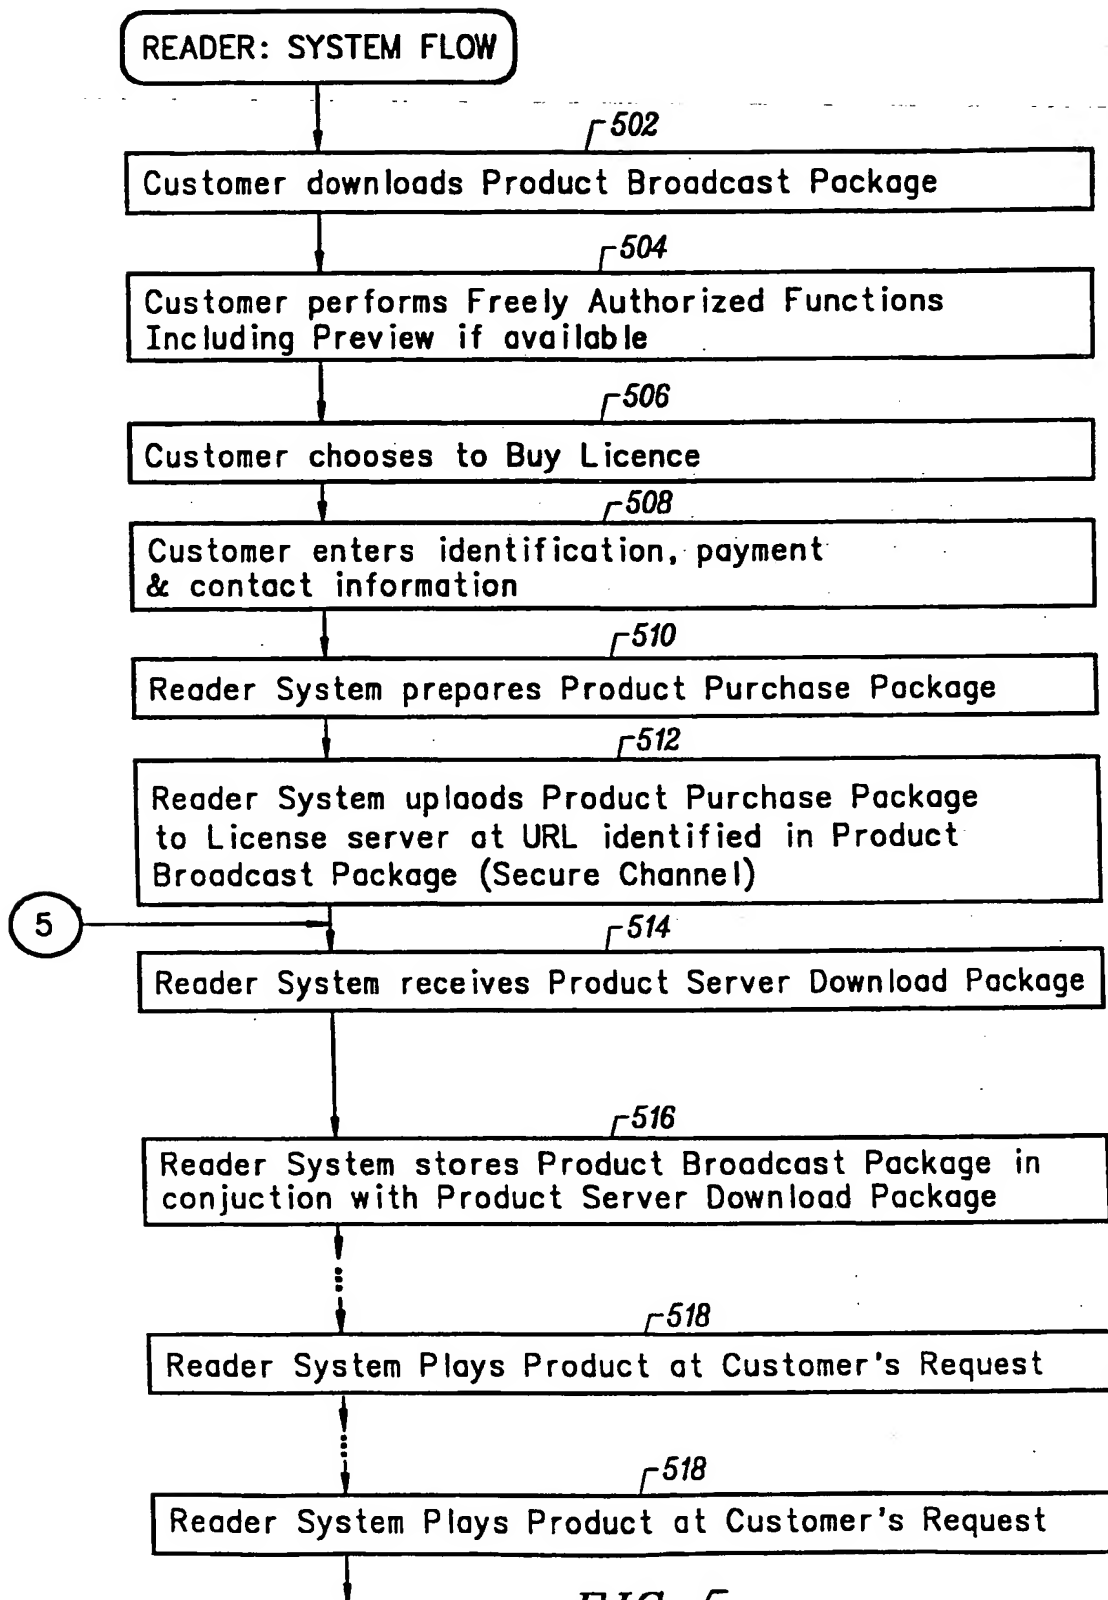 READER: SYSTEM FLOW
502
Customer downloads Product Broadcast Package
504
Customer performs Freely Authorized Functions
Including Preview if available
506
Customer chooses to Buy Licence
508
Customer enters identification, payment
& contact information
510
Reader System prepares Product Purchase Package
512
Reader System uplaods Product Purchase Package
to License server at URL identified in Product
Broadcast Package (Secure Channel)
5
514
Reader System receives Product Server Download Package
516
Reader System stores Product Broadcast Package in
conjuction with Product Server Download Package
518
Reader System Plays Product at Customer's Request
518
Reader System Plays Product at Customer's Request